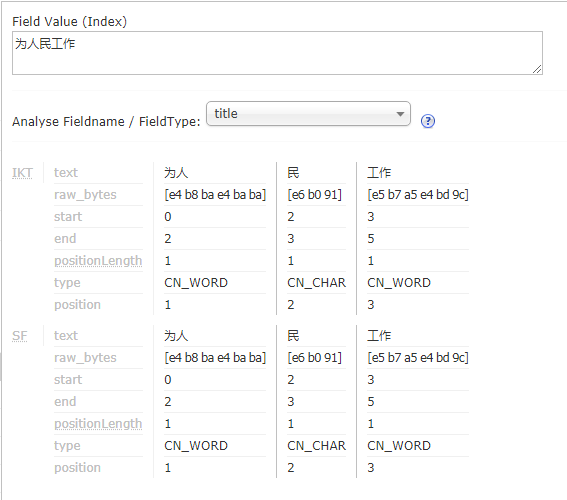 Field Value (Index)
为人民工作
Analyse Fieldname / FieldType: title ?
IKT text 为人 民 工作
raw_bytes [e4 b8 ba e4 ba ba] [e6 b0 91] [e5 b7 a5 e4 bd 9c]
start 0 2 3
end 2 3 5
positionLength 1 1 1
type CN_WORD CN_CHAR CN_WORD
position 1 2 3
SF text 为人 民 工作
raw_bytes [e4 b8 ba e4 ba ba] [e6 b0 91] [e5 b7 a5 e4 bd 9c]
start 0 2 3
end 2 3 5
positionLength 1 1 1
type CN_WORD CN_CHAR CN_WORD
position 1 2 3